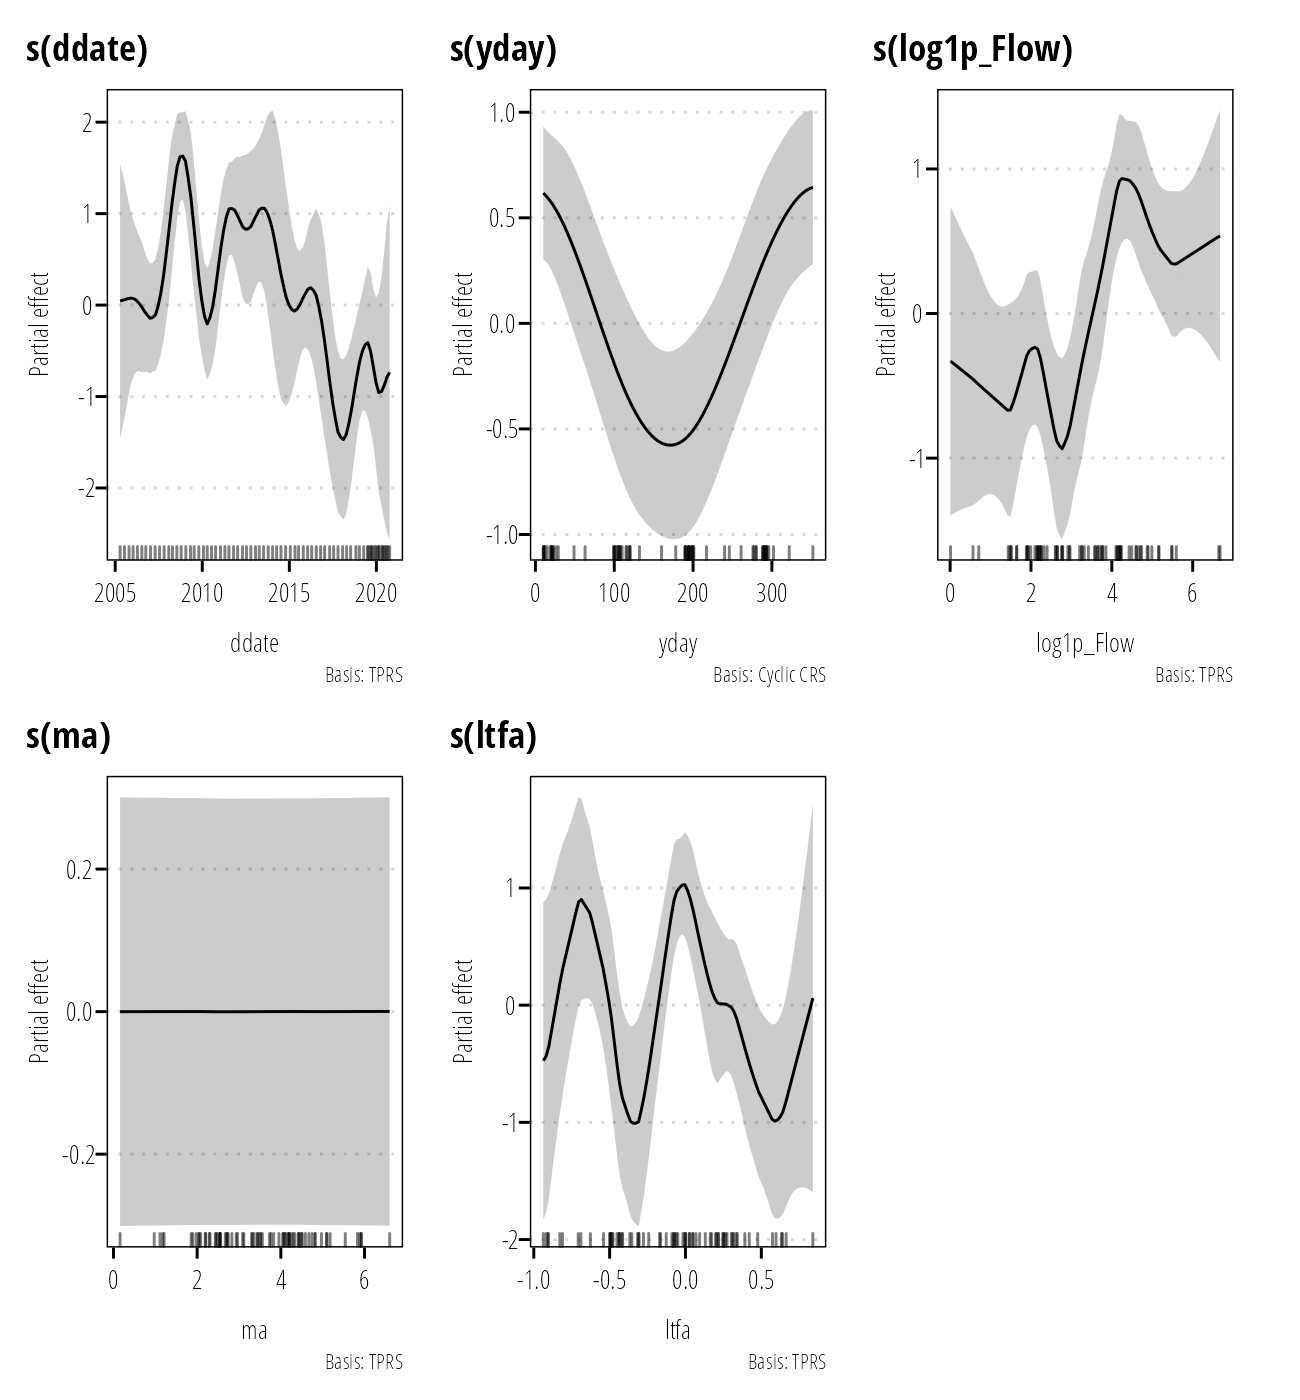 s(ddate) s(yday) s(log1p_Flow)
Partial effect
2
1
0
-1
-2
2005 2010 2015 2020
ddate
Basis: TPRS
Partial effect
1.0
0.5
0.0
-0.5
-1.0
0 100 200 300
yday
Basis: Cyclic CRS
Partial effect
1
0
-1
0 2 4 6
log1p_Flow
Basis: TPRS
s(ma) s(ltfa)
Partial effect
0.2
0.0
-0.2
0 2 4 6
ma
Basis: TPRS
Partial effect
1
0
-1
-2
-1.0 -0.5 0.0 0.5
ltfa
Basis: TPRS